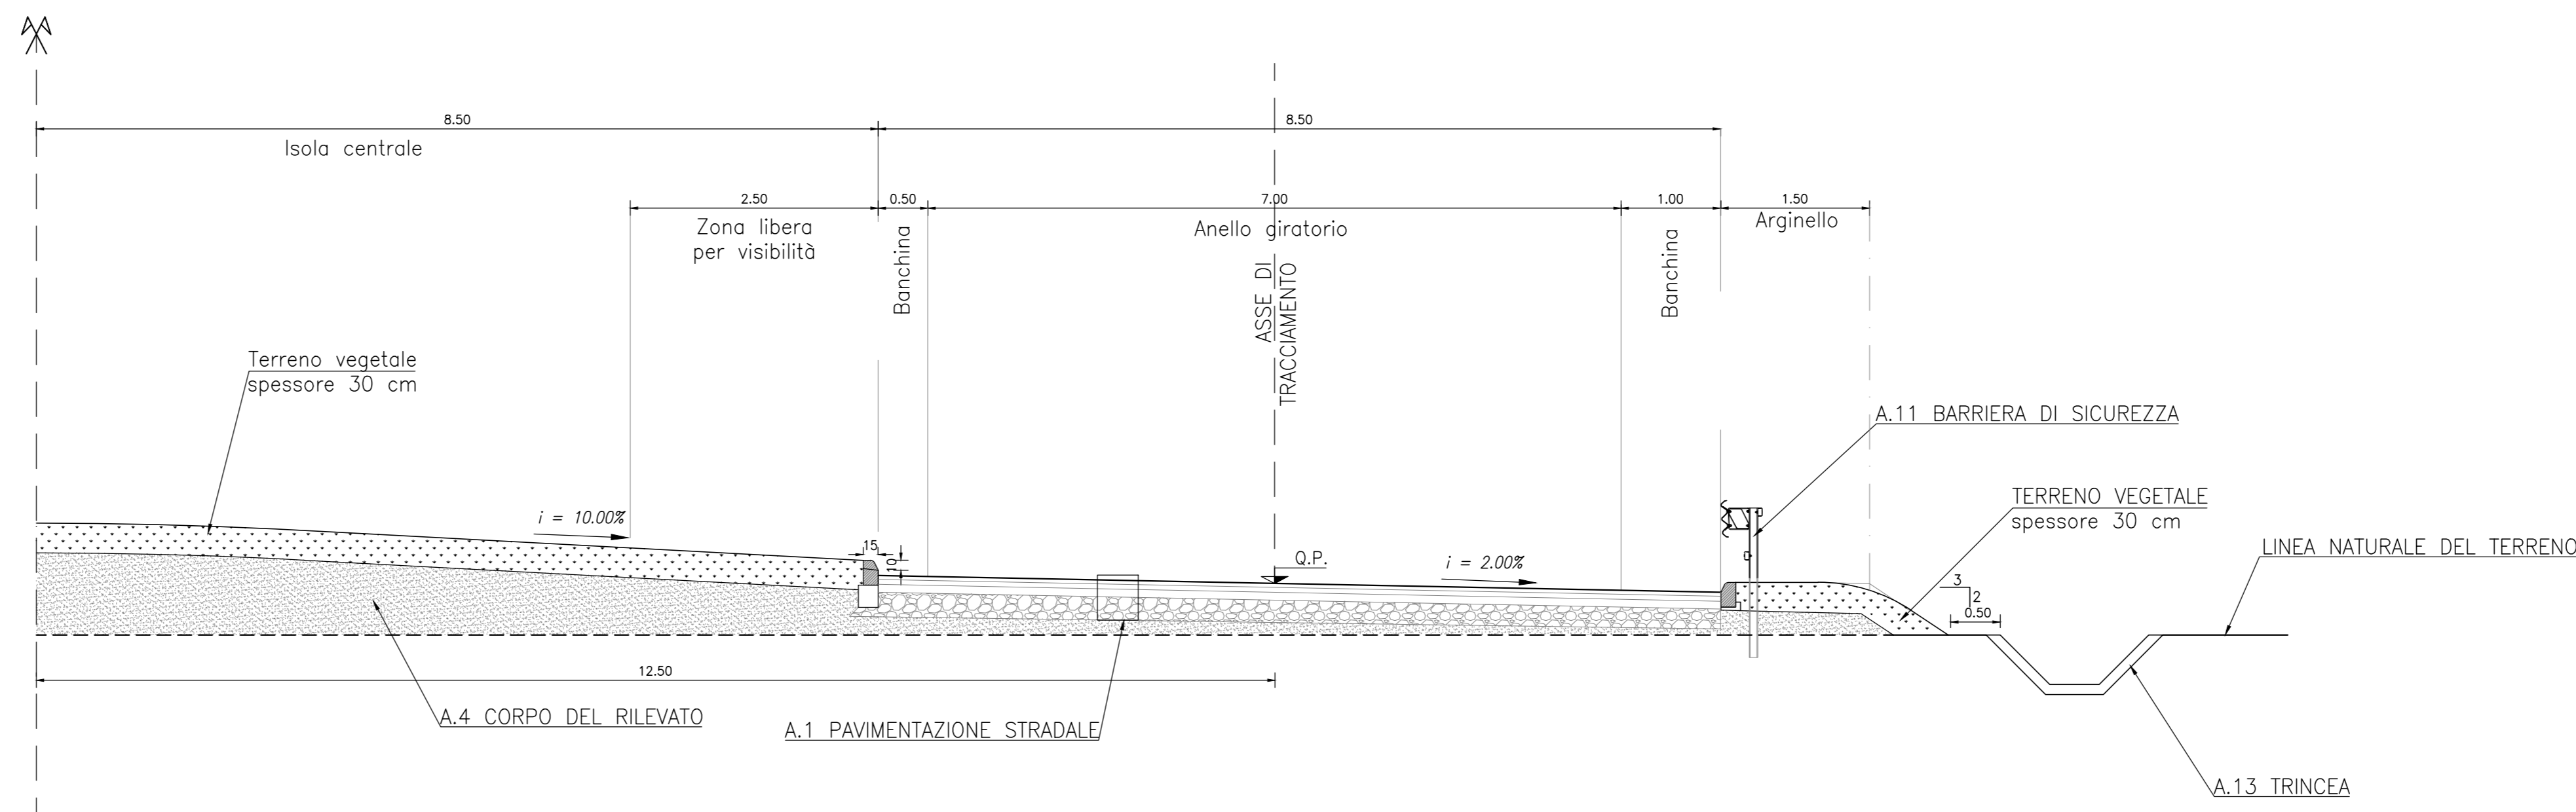 8.50
8.50
Isola centrale
2.50
0.50
7.00
1.00
1.50
Zona libera
per visibilità
Banchina
Anello giratorio
Banchina
Arginello
ASSE DI
TRACCIAMENTO
Terreno vegetale
spessore 30 cm
A.11 BARRIERA DI SICUREZZA
i = 10.00%
15
10
Q.P.
i = 2.00%
TERRENO VEGETALE
spessore 30 cm
LINEA NATURALE DEL TERRENO
3
2
0.50
12.50
A.4 CORPO DEL RILEVATO
A.1 PAVIMENTAZIONE STRADALE
A.13 TRINCEA